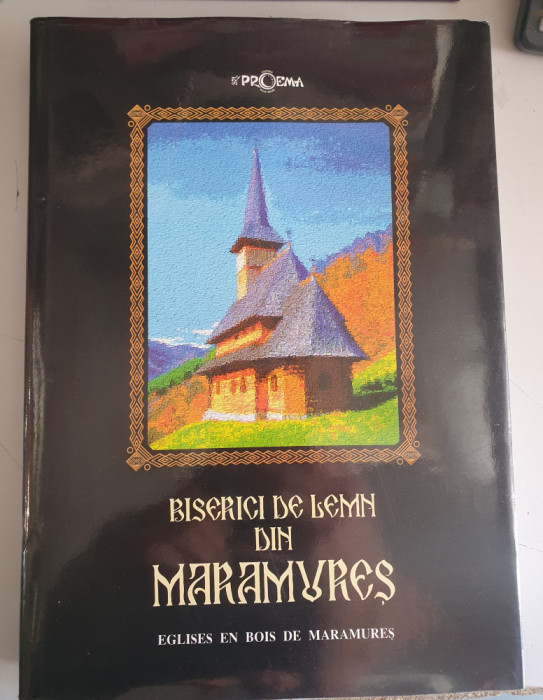 PROEMA
BISERICI DE LEMN
DIN
MARAMUREȘ
EGLISES EN BOIS DE MARAMUREȘ